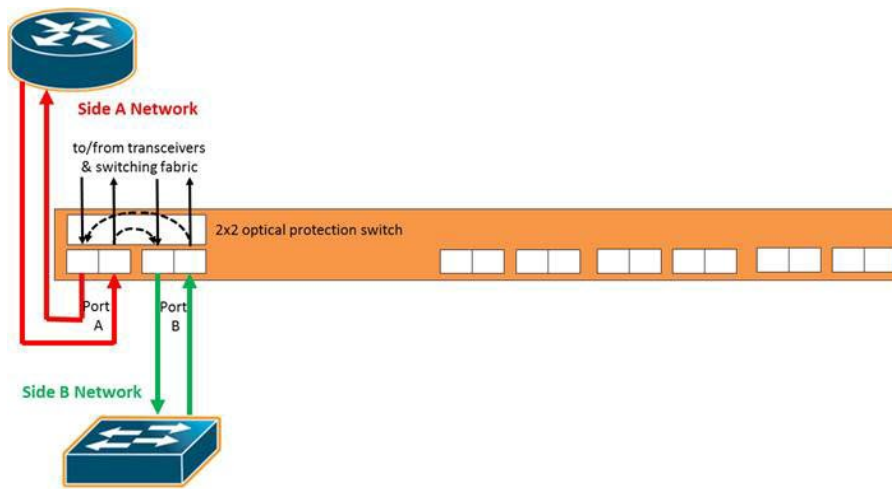 Side A Network
to/from transceivers
& switching fabric
2x2 optical protection switch
Port
A
Port
B
Side B Network